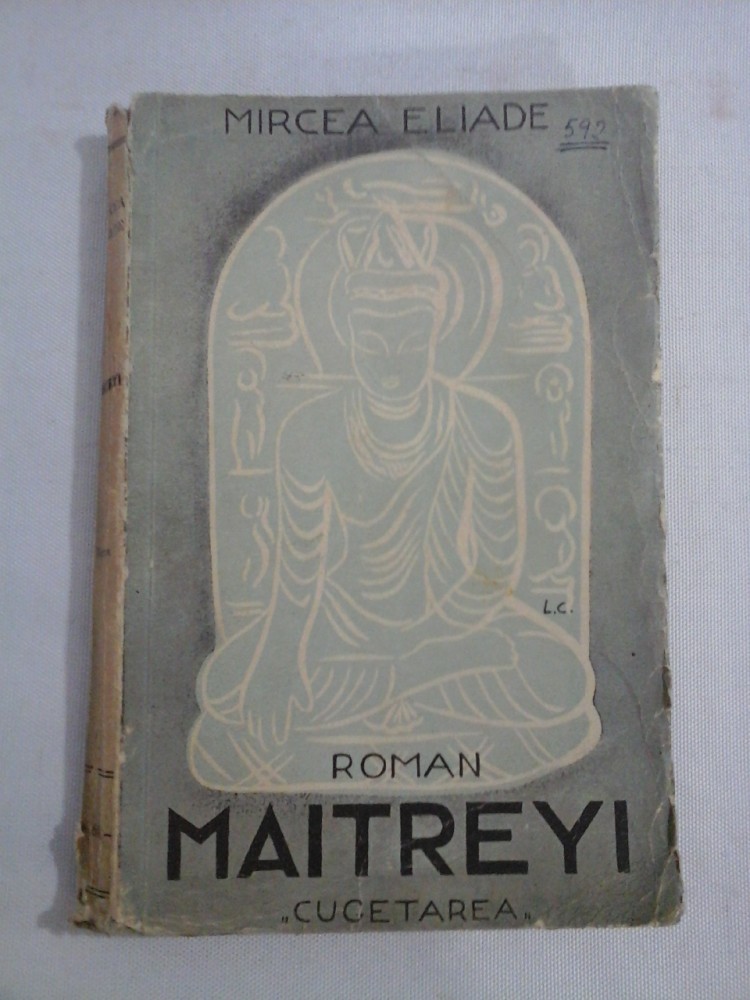 MIRCEA ELIADE
592
L.C.
ROMAN
MAITREYI
„CUGETAREA„